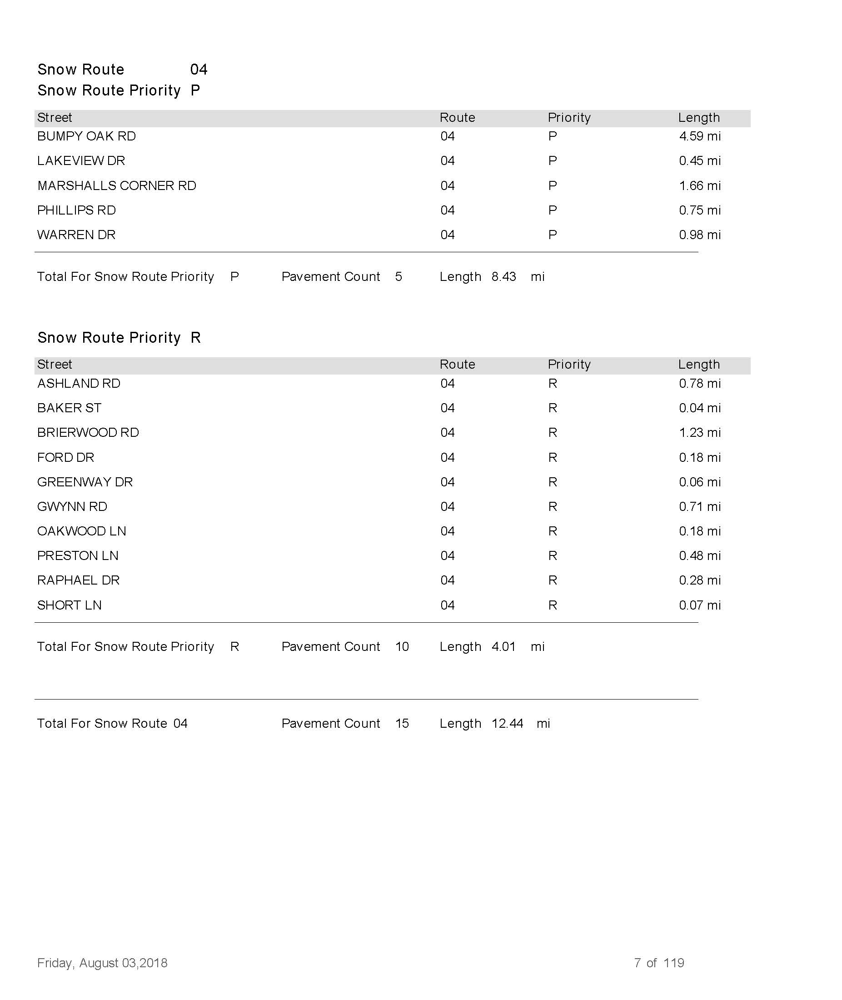 Snow Route 04
Snow Route Priority P
Street Route Priority Length
BUMPY OAK RD 04 P 4.59 mi
LAKEVIEW DR 04 P 0.45 mi
MARSHALLS CORNER RD 04 P 1.66 mi
PHILLIPS RD 04 P 0.75 mi
WARREN DR 04 P 0.98 mi
Total For Snow Route Priority P Pavement Count 5 Length 8.43 mi
Snow Route Priority R
Street Route Priority Length
ASHLAND RD 04 R 0.78 mi
BAKER ST 04 R 0.04 mi
BRIERWOOD RD 04 R 1.23 mi
FORD DR 04 R 0.18 mi
GREENWAY DR 04 R 0.06 mi
GWYNN RD 04 R 0.71 mi
OAKWOOD LN 04 R 0.18 mi
PRESTON LN 04 R 0.48 mi
RAPHAEL DR 04 R 0.28 mi
SHORT LN 04 R 0.07 mi
Total For Snow Route Priority R Pavement Count 10 Length 4.01 mi
Total For Snow Route 04 Pavement Count 15 Length 12.44 mi
Friday, August 03,2018 7 of 119